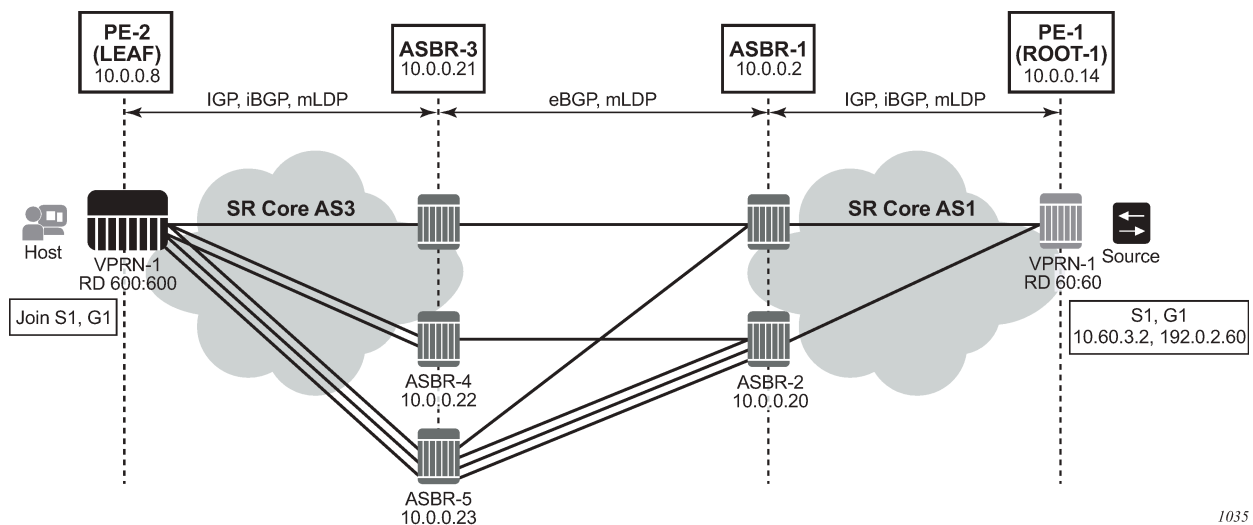 PE-2
(LEAF)
10.0.0.8
ASBR-3
10.0.0.21
ASBR-1
10.0.0.2
PE-1
(ROOT-1)
10.0.0.14
IGP, iBGP, mLDP
eBGP, mLDP
IGP, iBGP, mLDP
SR Core AS3
SR Core AS1
Host
Source
VPRN-1
RD 600:600
VPRN-1
RD 60:60
Join S1, G1
S1, G1
10.60.3.2, 192.0.2.60
ASBR-4
10.0.0.22
ASBR-2
10.0.0.20
ASBR-5
10.0.0.23
1035